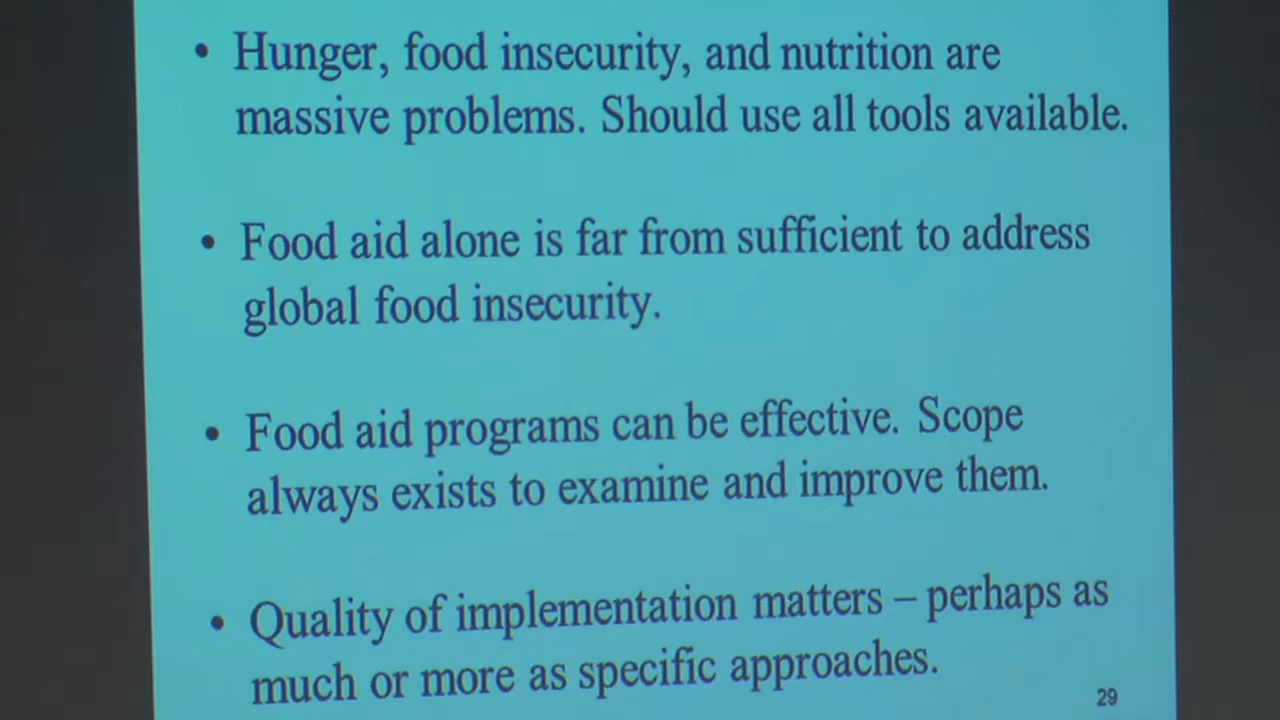 • Hunger, food insecurity, and nutrition are
massive problems. Should use all tools available.
• Food aid alone is far from sufficient to address
global food insecurity.
• Food aid programs can be effective. Scope
always exists to examine and improve them.
• Quality of implementation matters – perhaps as
much or more as specific approaches.
29